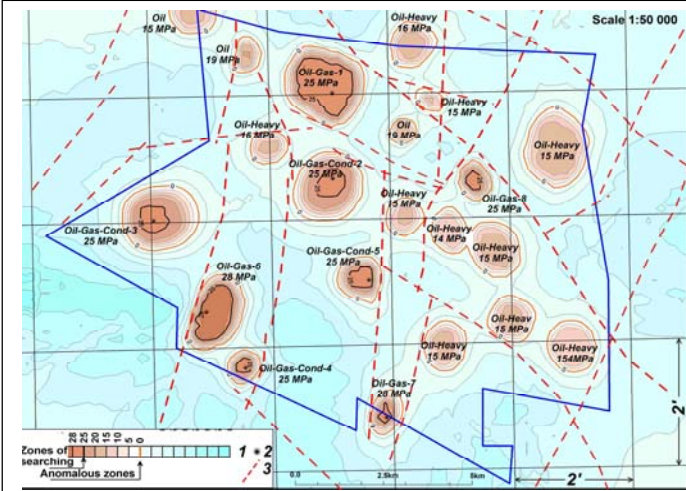 Scale 1:50 000
Oil
15 MPa
Oil
19 MPa
Oil-Heavy
16 MPa
Oil-Gas-1
25 MPa
Oil-Heavy
15 MPa
Oil-Heavy
16 MPa
Oil
19 MPa
Oil-Heavy
15 MPa
Oil-Gas-Cond-2
25 MPa
Oil-Gas-8
25 MPa
Oil-Heavy
15 MPa
Oil-Gas-Cond-3
25 MPa
Oil-Heavy
14 MPa
Oil-Heavy
15 MPa
Oil-Gas-Cond-5
25 MPa
Oil-Gas-6
28 MPa
Oil-Heav
Oil-Heavy
15 MPa
Oil-Heavy
154MPa
Oil-Gas-Cond-4
25 MPa
Oil-Gas-7
28 MPa
28 25 20 15 10 5 0
Zones of
searching
Anomalous zones
1 * 2
3
0.0 2.5km 5km
2'
2'